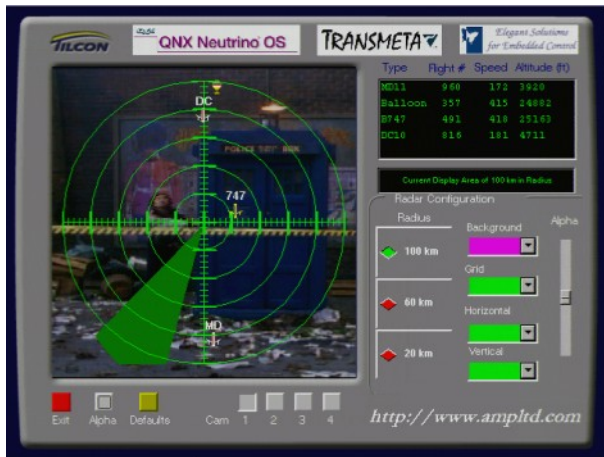 TILCON
QNX Neutrino OS
TRANSMETA
Elegant Solutions
for Embedded Control
Type Flight # Speed Altitude (ft)
MD11 960 172 3920
Balloon 357 415 24882
B747 491 418 25163
DC10 816 181 4711
Current Display Area of 100 km in Radius
DC
POLICE BOX
747
MD
Radar Configuration
Radius
Alpha
Background
100 km
Grid
60 km
Horizontal
Vertical
20 km
Exit Alpha Defaults Cam 1 2 3 4
http://www.ampltd.com